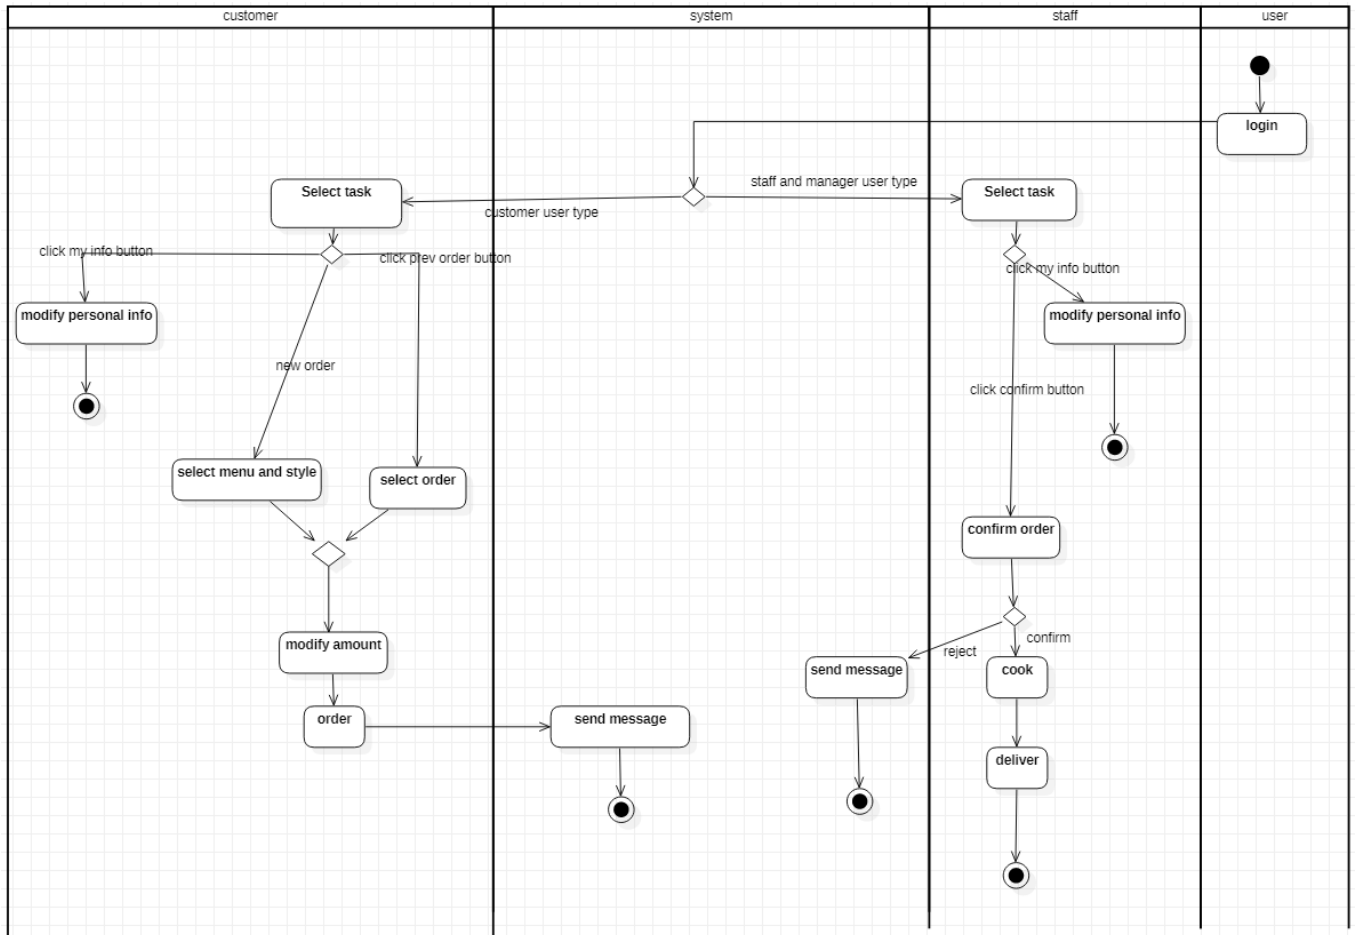 customer
system
staff
user
login
Select task
staff and manager user type
Select task
customer user type
click my info button
click prev order button
click my info button
modify personal info
modify personal info
new order
click confirm button
select menu and style
select order
confirm order
modify amount
confirm
reject
send message
cook
order
send message
deliver